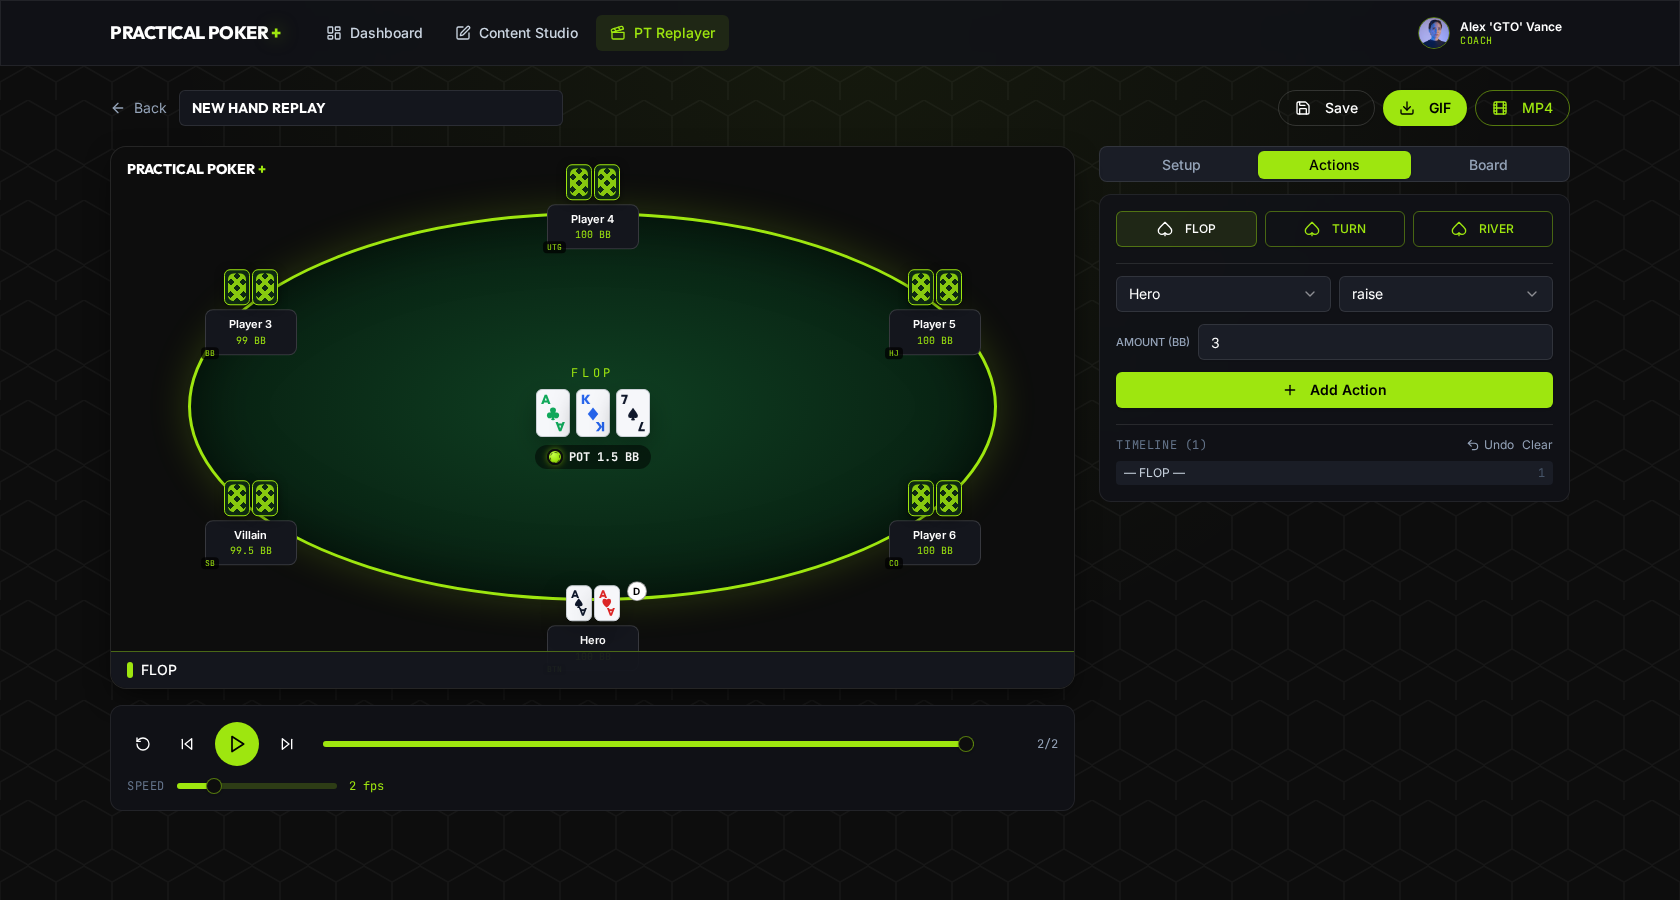 PRACTICAL POKER+
Dashboard
Content Studio
PT Replayer
Alex 'GTO' Vance
COACH
Back
NEW HAND REPLAY
Save
GIF
MP4
PRACTICAL POKER+
Player 4
100 BB
UTG
Player 3
99 BB
BB
Player 5
100 BB
HJ
FLOP
A A
K K
7 7
POT 1.5 BB
Villain
99.5 BB
SB
Player 6
100 BB
CO
A A
A A
D
Hero
FLOP
2/2
SPEED
2 fps
Setup
Actions
Board
FLOP
TURN
RIVER
Hero
raise
AMOUNT (BB)
3
+ Add Action
TIMELINE (1)
Undo
Clear
— FLOP —
1